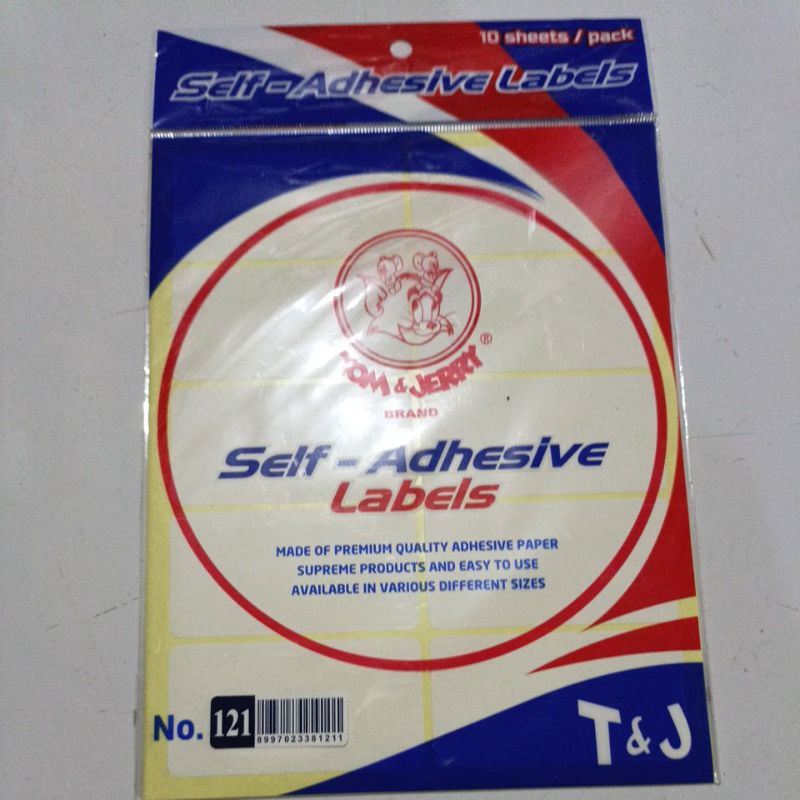 10 sheets / pack
Self-Adhesive Labels
TOM & JERRY ®
BRAND
Self-Adhesive
Labels
MADE OF PREMIUM QUALITY ADHESIVE PAPER
SUPREME PRODUCTS AND EASY TO USE
AVAILABLE IN VARIOUS DIFFERENT SIZES
No. 121
8997023381211
T & J